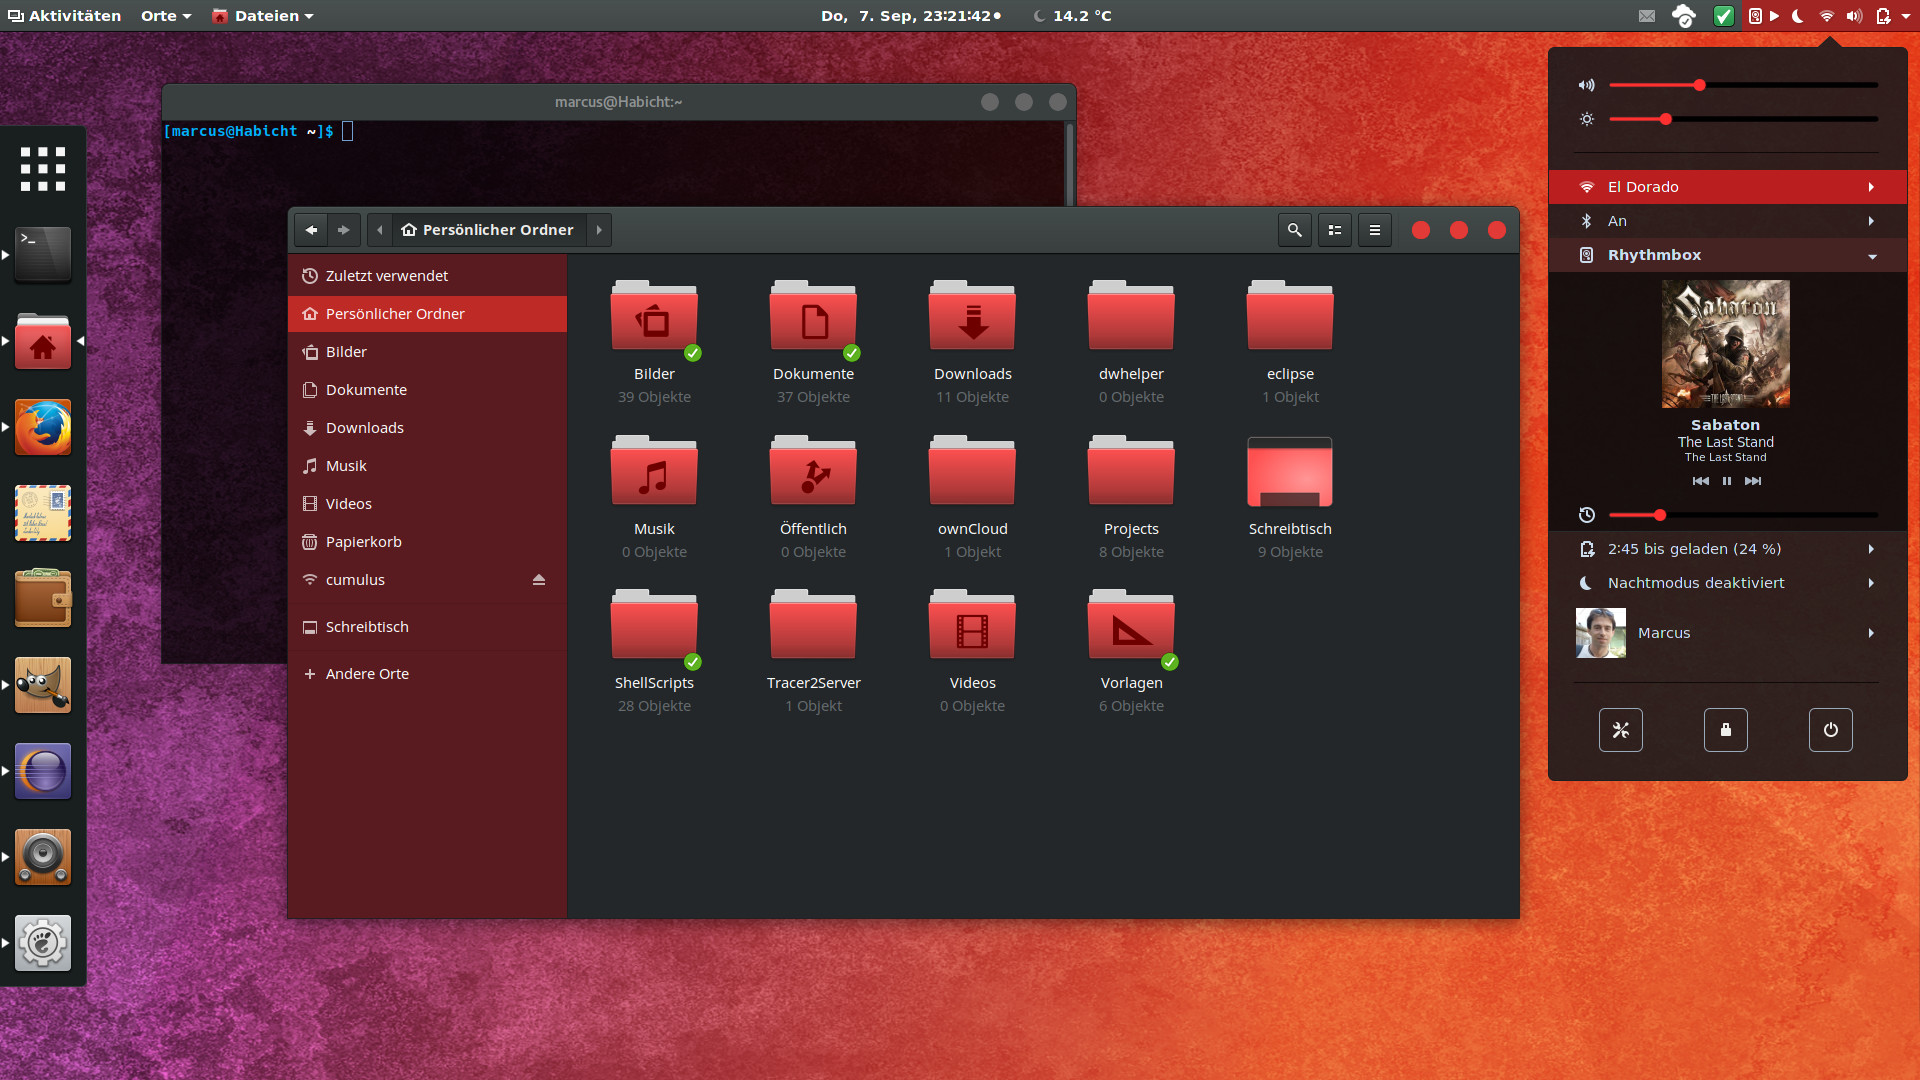 Aktivitäten Orte Dateien Do, 7. Sep, 23:21:42 14.2 °C
marcus@Habicht:~
[marcus@Habicht ~]$
Persönlicher Ordner
Zuletzt verwendet
Persönlicher Ordner
Bilder
Dokumente
Downloads
Musik
Videos
Papierkorb
cumulus
Schreibtisch
Andere Orte
Bilder Dokumente Downloads dwhelper eclipse
39 Objekte 37 Objekte 11 Objekte 0 Objekte 1 Objekt
Musik Öffentlich ownCloud Projects Schreibtisch
0 Objekte 0 Objekte 1 Objekt 8 Objekte 9 Objekte
ShellScripts Tracer2Server Videos Vorlagen
28 Objekte 1 Objekt 0 Objekte 6 Objekte
El Dorado
An
Rhythmbox
Sabaton
Sabaton
The Last Stand
The Last Stand
2:45 bis geladen (24 %)
Nachtmodus deaktiviert
Marcus